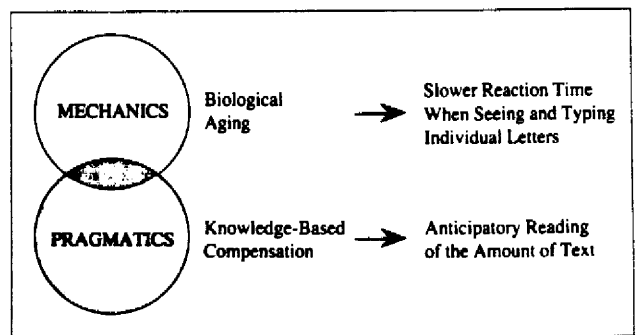 MECHANICS
Biological
Aging
Slower Reaction Time
When Seeing and Typing
Individual Letters
PRAGMATICS
Knowledge-Based
Compensation
Anticipatory Reading
of the Amount of Text